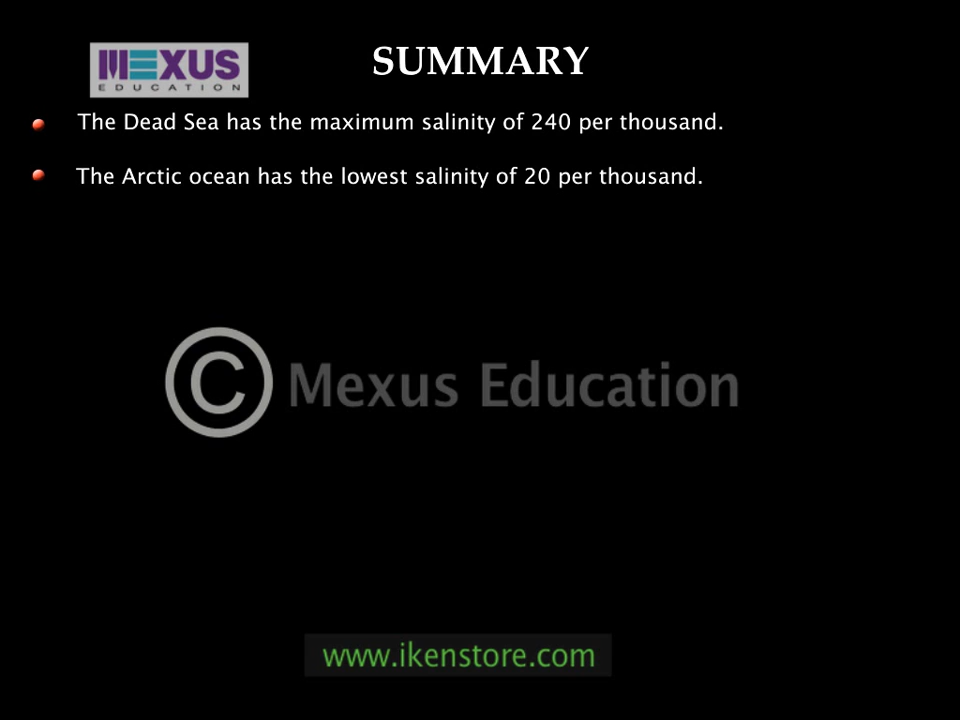 MEXUS
EDUCATION
SUMMARY
The Dead Sea has the maximum salinity of 240 per thousand.
The Arctic ocean has the lowest salinity of 20 per thousand.
© Mexus Education
www.ikenstore.com